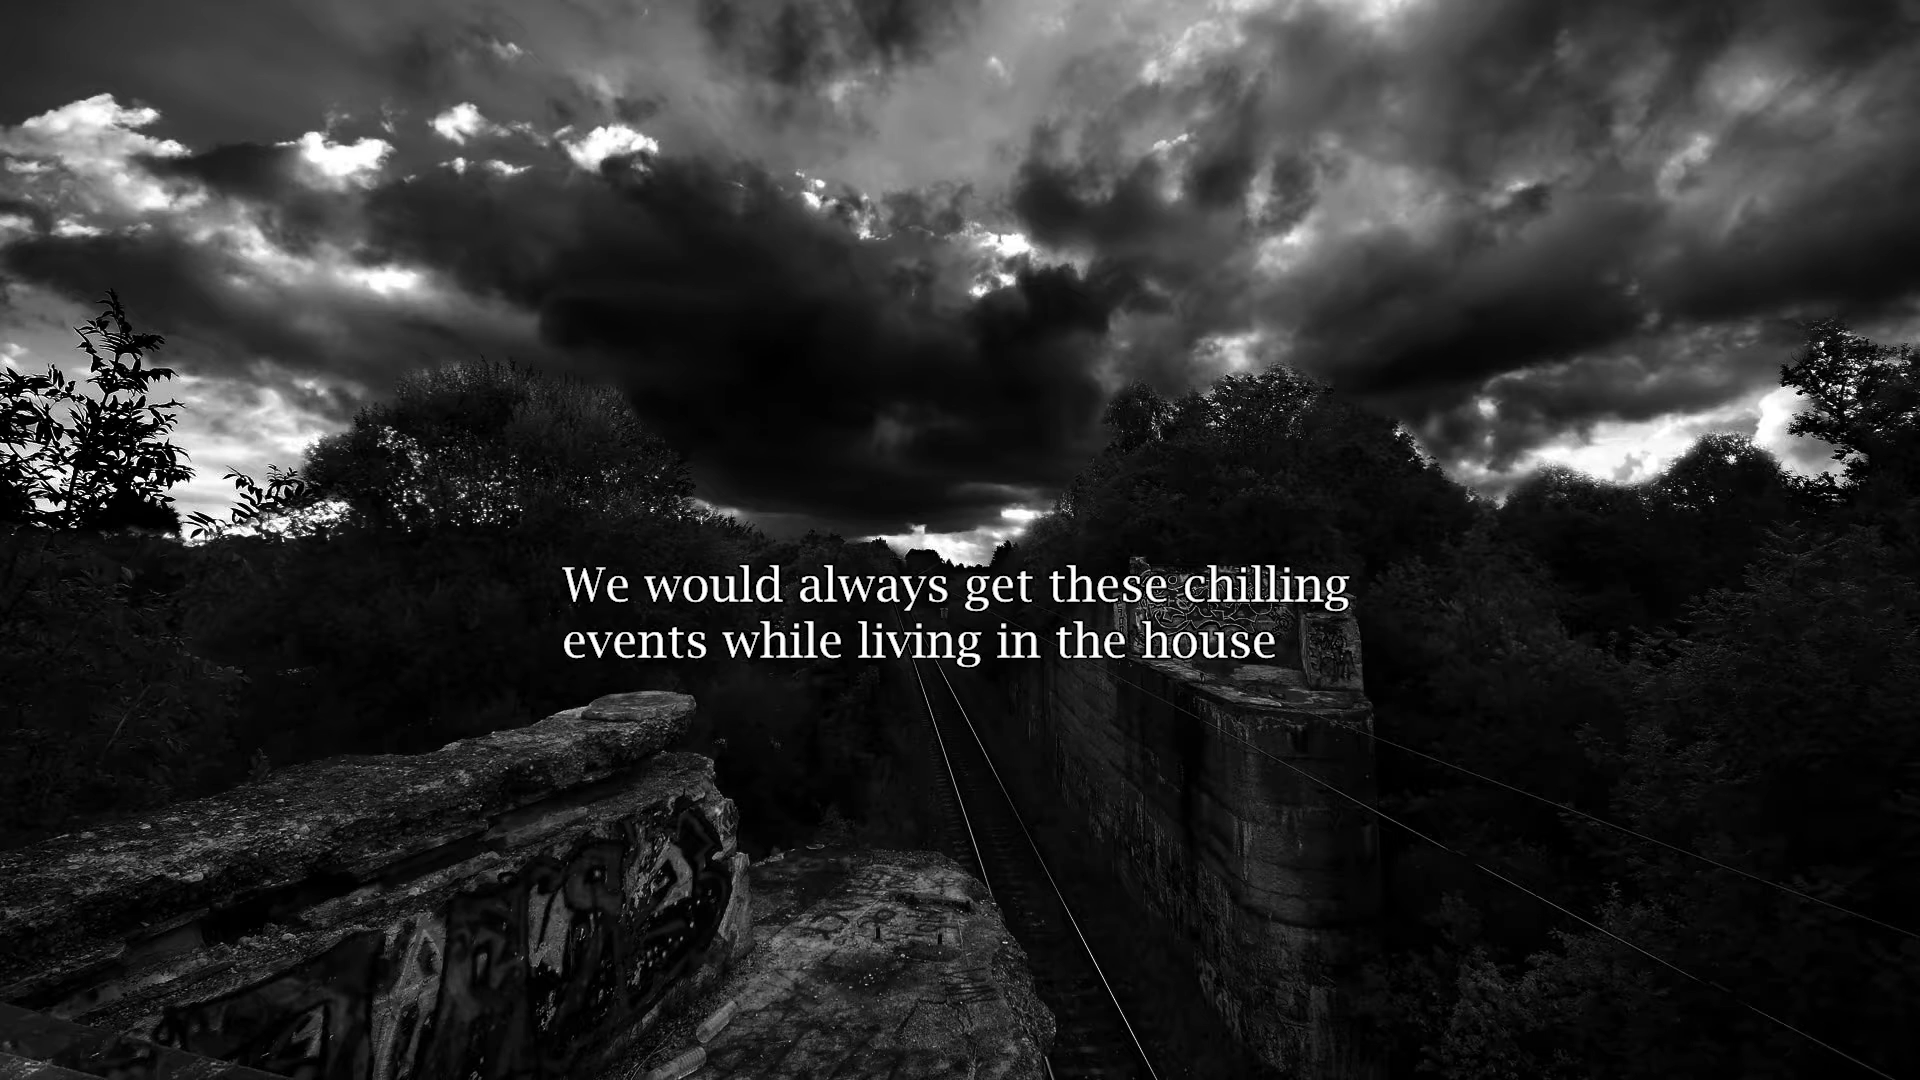 We would always get these chilling
events while living in the house